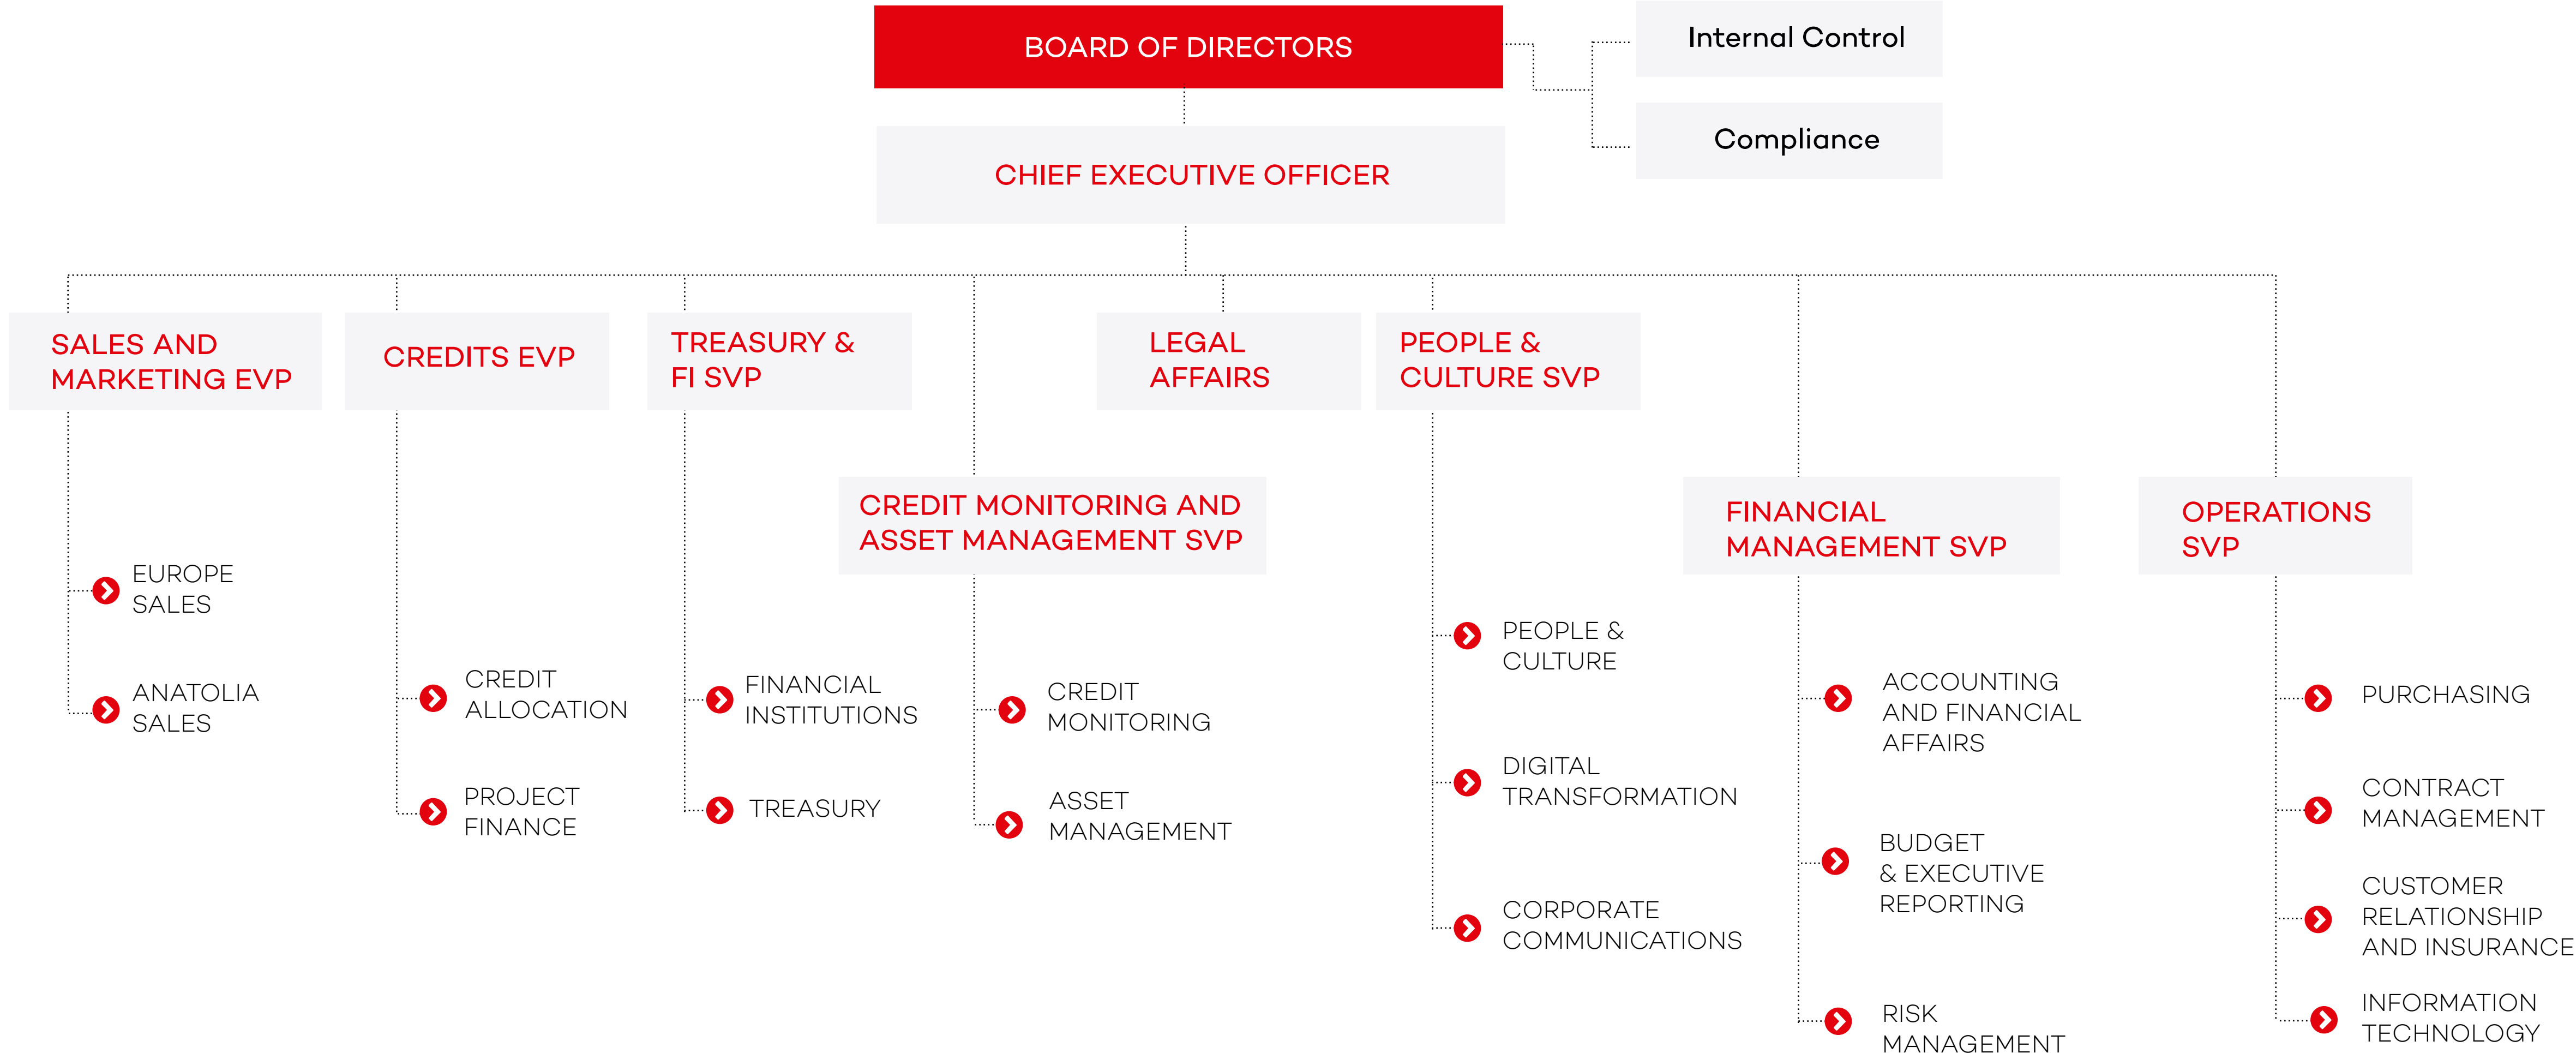 BOARD OF DIRECTORS
Internal Control
Compliance
CHIEF EXECUTIVE OFFICER
SALES AND
MARKETING EVP
EUROPE
SALES
ANATOLIA
SALES
CREDITS EVP
CREDIT
ALLOCATION
PROJECT
FINANCE
TREASURY &
FI SVP
FINANCIAL
INSTITUTIONS
TREASURY
CREDIT MONITORING AND
ASSET MANAGEMENT SVP
CREDIT
MONITORING
ASSET
MANAGEMENT
LEGAL
AFFAIRS
PEOPLE &
CULTURE SVP
PEOPLE &
CULTURE
DIGITAL
TRANSFORMATION
CORPORATE
COMMUNICATIONS
FINANCIAL
MANAGEMENT SVP
ACCOUNTING
AND FINANCIAL
AFFAIRS
BUDGET
& EXECUTIVE
REPORTING
RISK
MANAGEMENT
OPERATIONS
SVP
PURCHASING
CONTRACT
MANAGEMENT
CUSTOMER
RELATIONSHIP
AND INSURANCE
INFORMATION
TECHNOLOGY